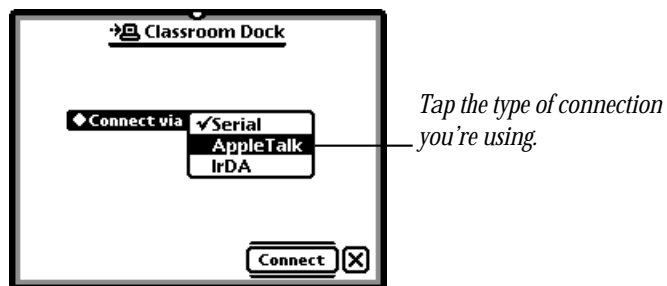 Classroom Dock
Connect via
Serial
AppleTalk
IrDA
Tap the type of connection
you're using.
Connect